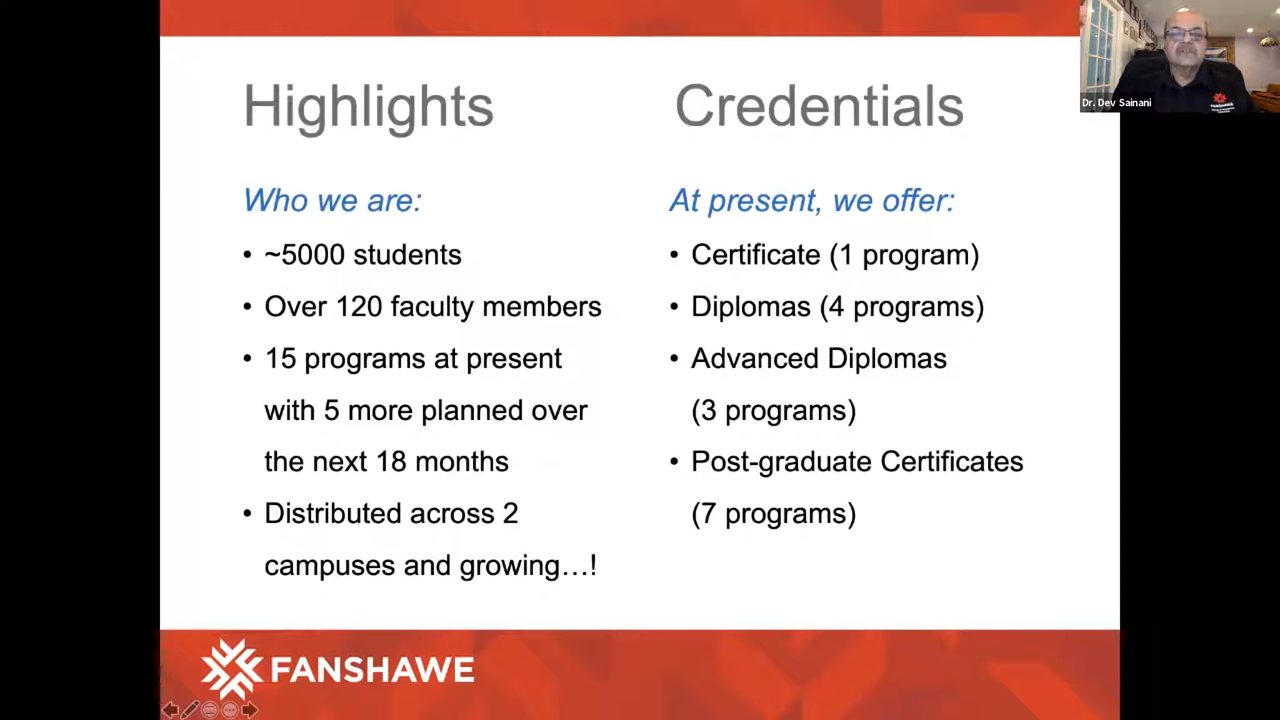 Highlights
Who we are:
• ~5000 students
• Over 120 faculty members
• 15 programs at present
with 5 more planned over
the next 18 months
• Distributed across 2
campuses and growing…!
Credentials
At present, we offer:
• Certificate (1 program)
• Diplomas (4 programs)
• Advanced Diplomas
(3 programs)
• Post-graduate Certificates
(7 programs)
FANSHAWE
Dr. Dev Sainani
FANSHAWE